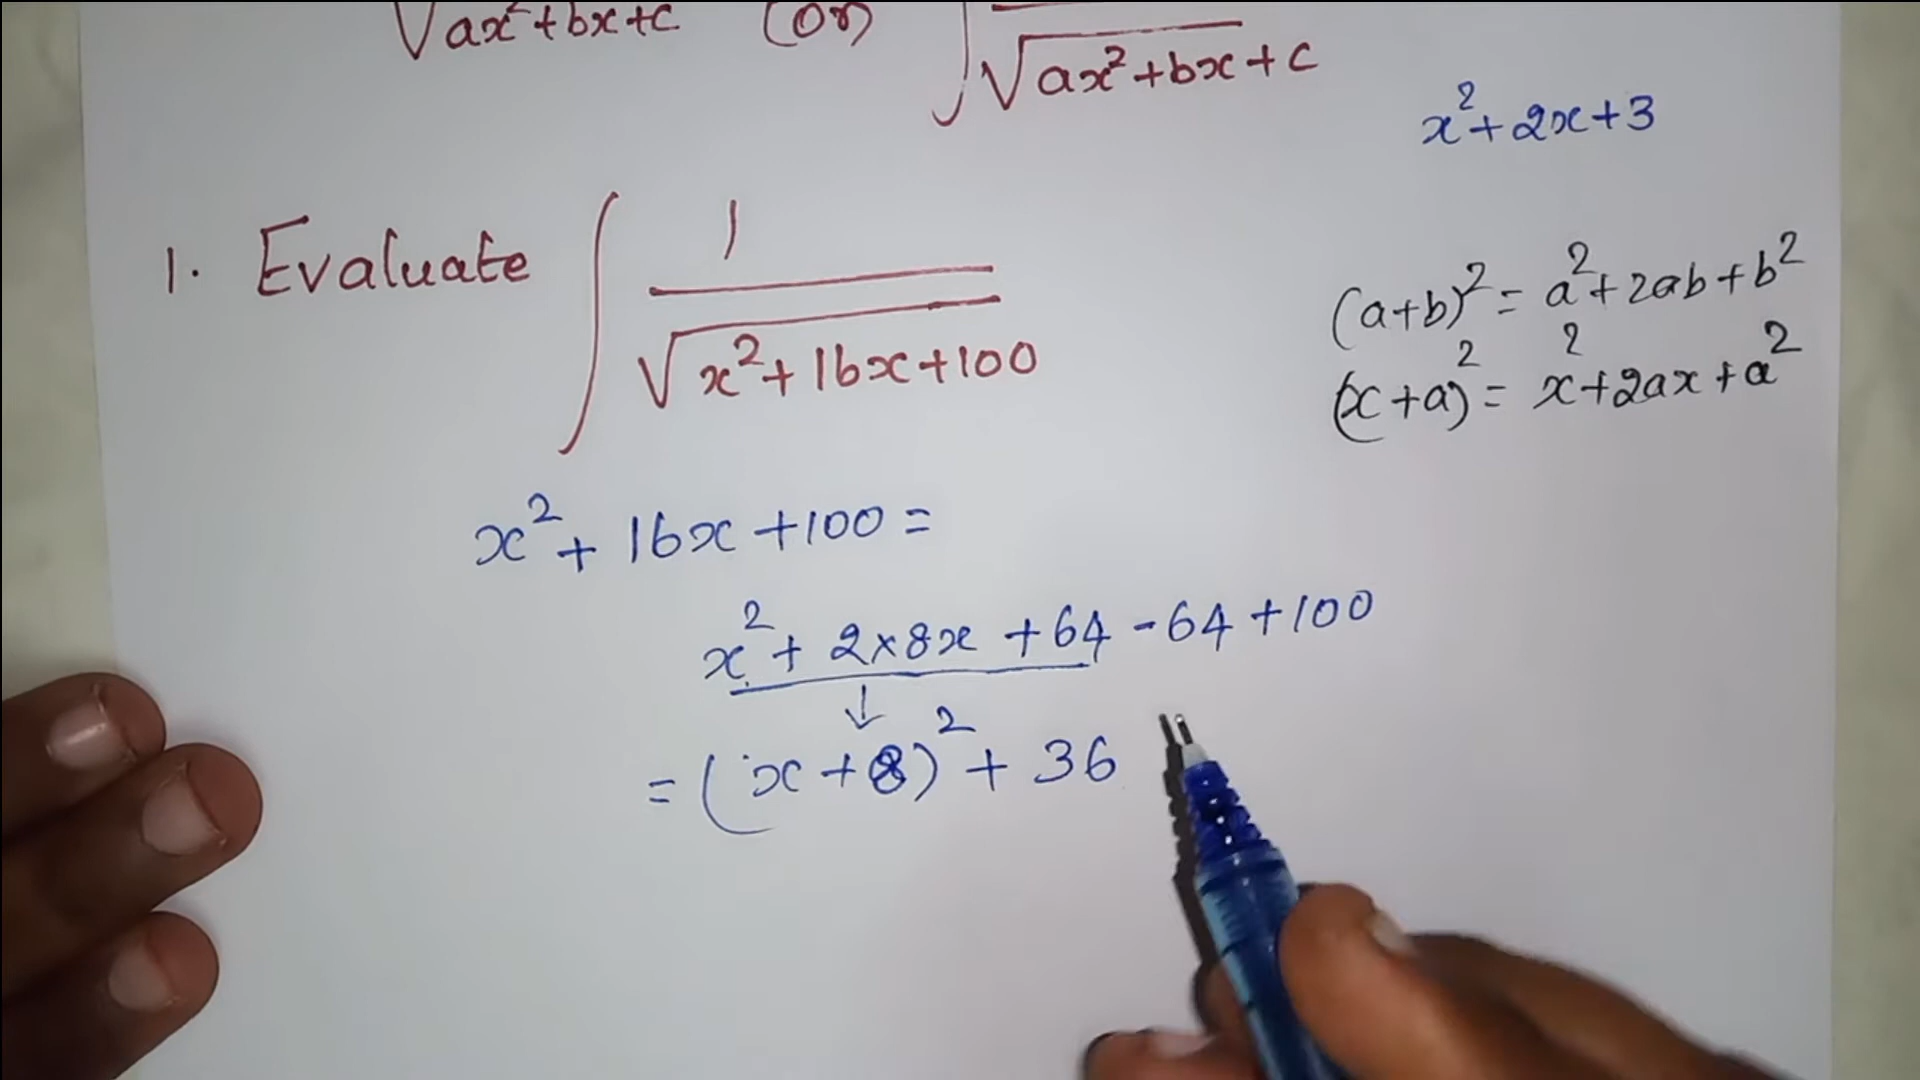 √ax²+bx+c (or) ∫ √ax²+bx+c
x²+2x+3
1. Evaluate ∫ 1 / √x²+16x+100
(a+b)² = a²+2ab+b²
(x+a)² = x²+2ax+a²
x² + 16x +100 =
x² + 2×8x +64 -64 +100
↓
= (x+8)² + 36